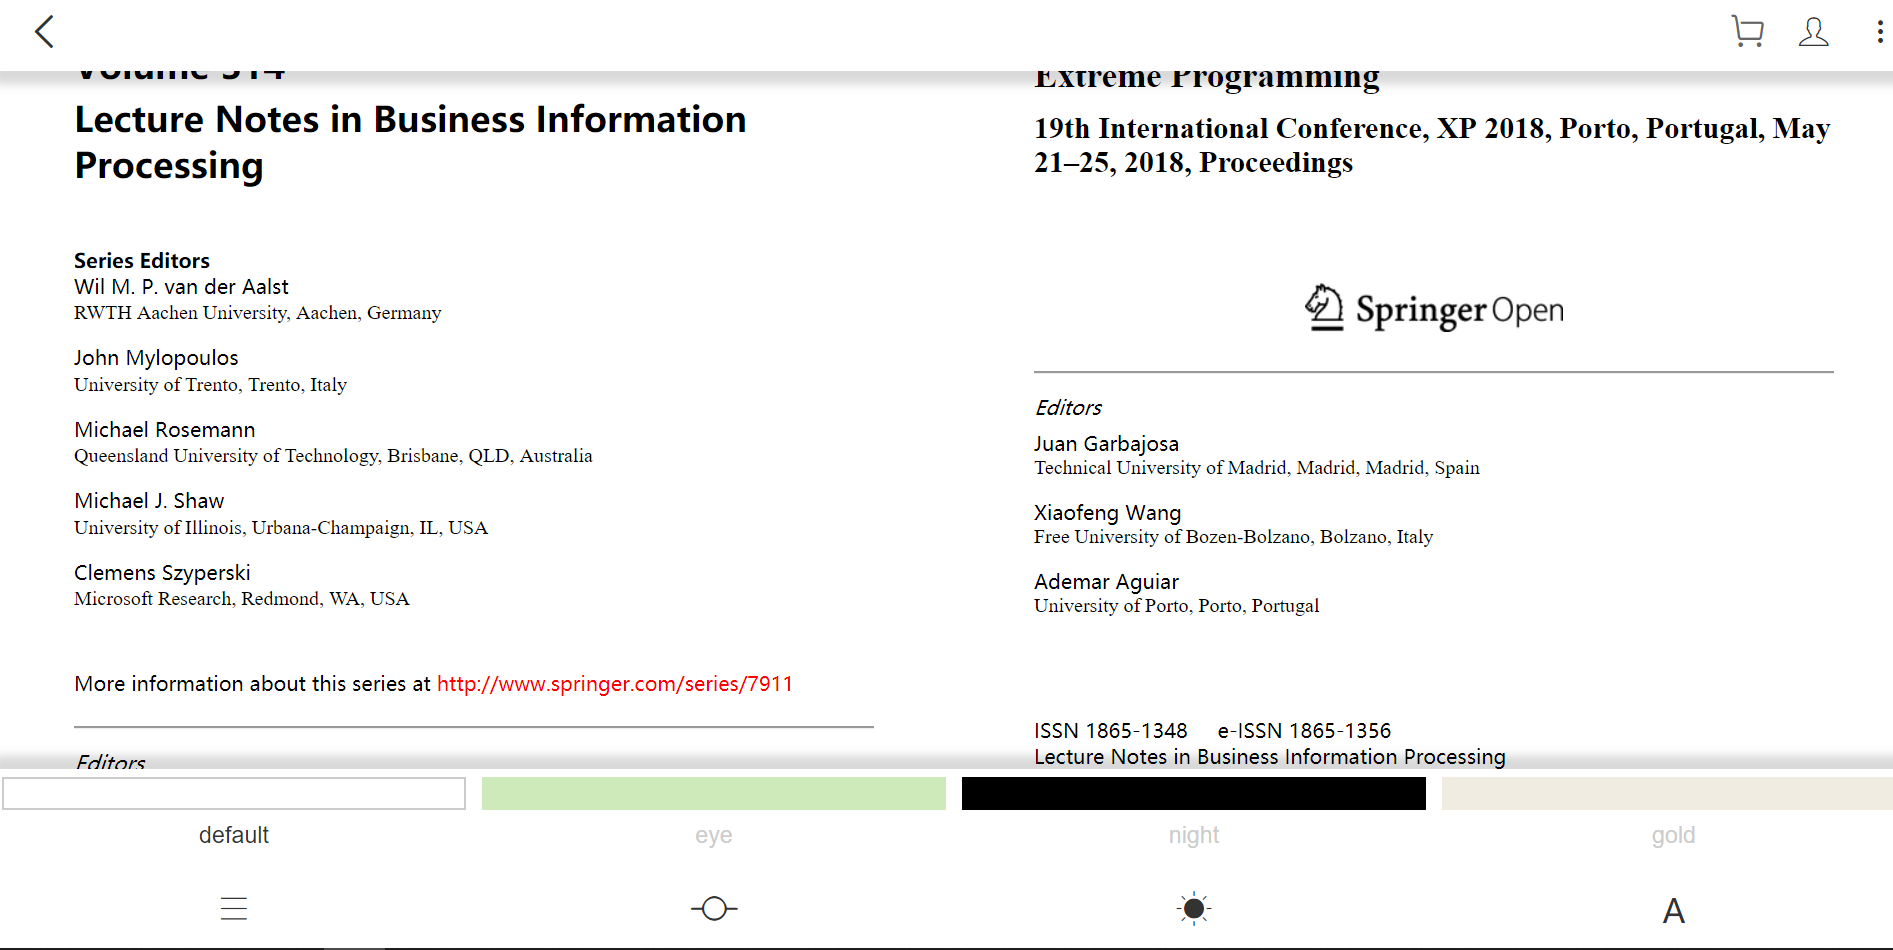 Volume 314
Lecture Notes in Business Information
Processing
Series Editors
Wil M. P. van der Aalst
RWTH Aachen University, Aachen, Germany
John Mylopoulos
University of Trento, Trento, Italy
Michael Rosemann
Queensland University of Technology, Brisbane, QLD, Australia
Michael J. Shaw
University of Illinois, Urbana-Champaign, IL, USA
Clemens Szyperski
Microsoft Research, Redmond, WA, USA
More information about this series at http://www.springer.com/series/7911
Editors
Extreme Programming
19th International Conference, XP 2018, Porto, Portugal, May
21–25, 2018, Proceedings
Springer Open
Editors
Juan Garbajosa
Technical University of Madrid, Madrid, Madrid, Spain
Xiaofeng Wang
Free University of Bozen-Bolzano, Bolzano, Italy
Ademar Aguiar
University of Porto, Porto, Portugal
ISSN 1865-1348 e-ISSN 1865-1356
Lecture Notes in Business Information Processing
default
eye
night
gold
A